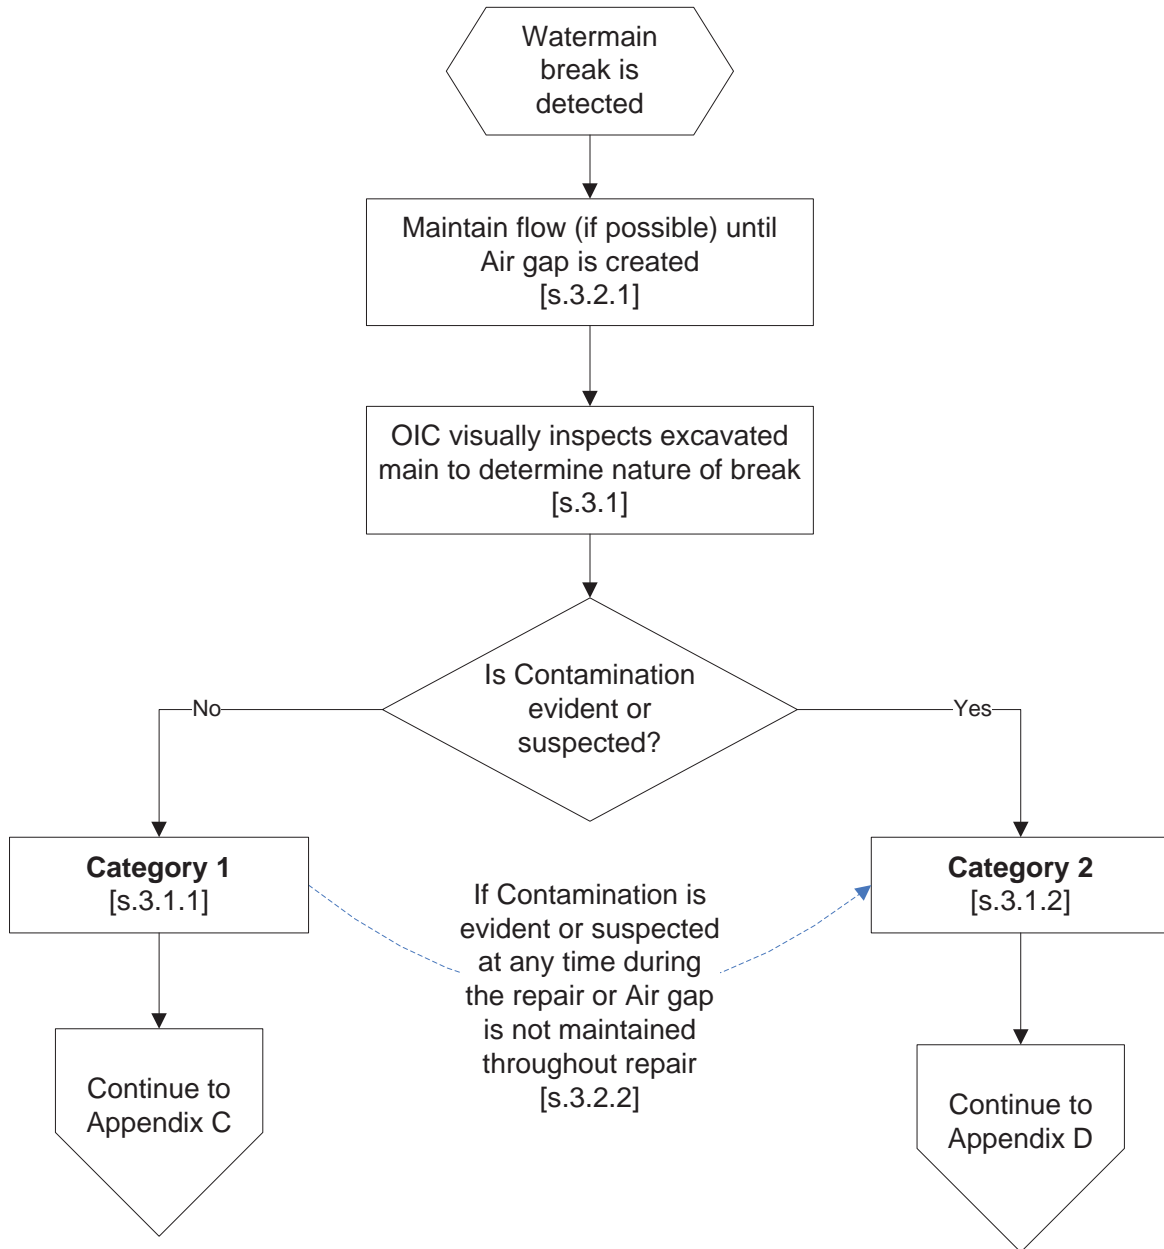 Watermain
break is
detected
Maintain flow (if possible) until
Air gap is created
[s.3.2.1]
OIC visually inspects excavated
main to determine nature of break
[s.3.1]
Is Contamination
evident or
suspected?
No
Yes
Category 1
[s.3.1.1]
If Contamination is
evident or suspected
at any time during
the repair or Air gap
is not maintained
throughout repair
[s.3.2.2]
Category 2
[s.3.1.2]
Continue to
Appendix C
Continue to
Appendix D